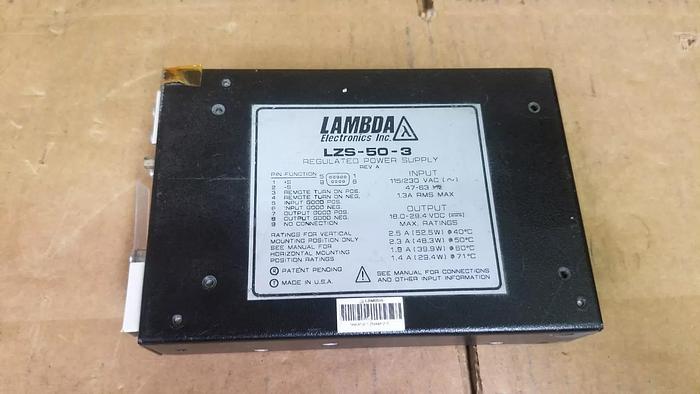 LAMBDA
Electronics Inc.
LZS-50-3
REGULATED POWER SUPPLY
REV A
PIN FUNCTION 5 1
9 6
1 +S
2 -S
3 REMOTE TURN ON POS.
4 REMOTE TURN ON NEG.
5 INPUT GOOD POS.
6 INPUT GOOD NEG.
7 OUTPUT GOOD POS.
8 OUTPUT GOOD NEG.
9 NO CONNECTION
RATINGS FOR VERTICAL
MOUNTING POSITION ONLY
SEE MANUAL FOR
HORIZONTAL MOUNTING
POSITION RATINGS
PATENT PENDING
MADE IN U.S.A.
INPUT
115/230 VAC (~)
47-63 Hz
1.3A RMS MAX
OUTPUT
18.0-29.4 VDC
MAX. RATINGS
2.5 A (52.5W) @ 40°C
2.3 A (48.3W) @ 50°C
1.9 A (39.9W) @ 60°C
1.4 A (29.4W) @ 71°C
SEE MANUAL FOR CONNECTIONS
AND OTHER INPUT INFORMATION
LAMBDA